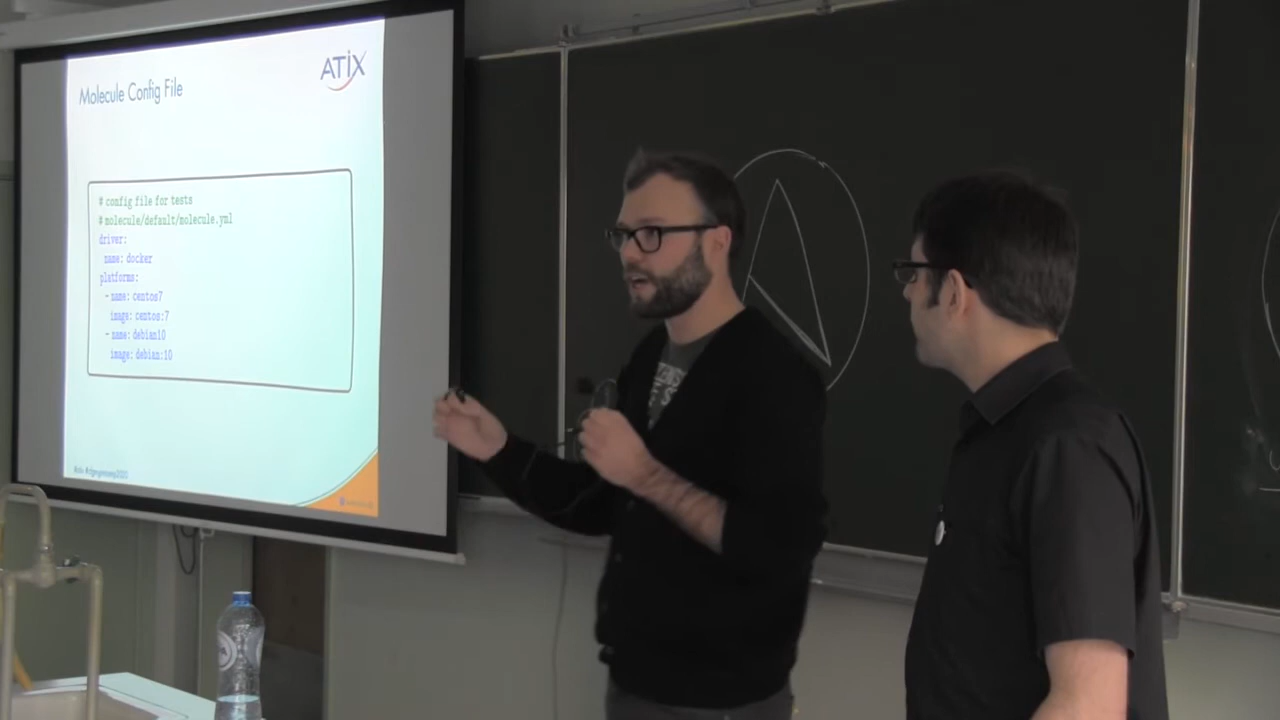 ATIX
Molecule Config File
# config file for tests
# molecule/default/molecule.yml
driver:
name: docker
platforms:
- name: centos7
image: centos:7
- name: debian10
image: debian:10